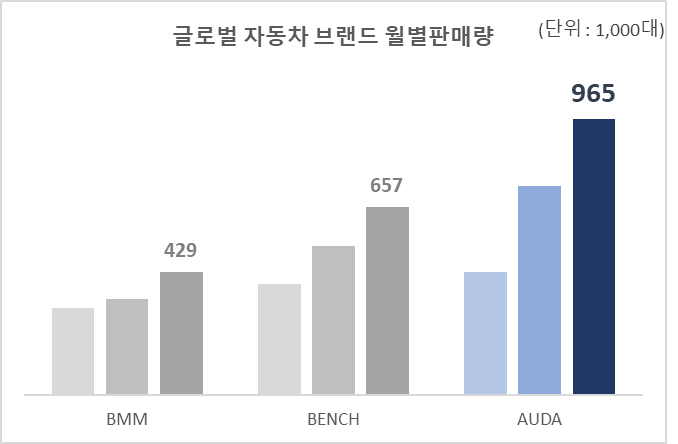 글로벌 자동차 브랜드 월별판매량
(단위 : 1,000대)
965
657
429
BMM
BENCH
AUDA